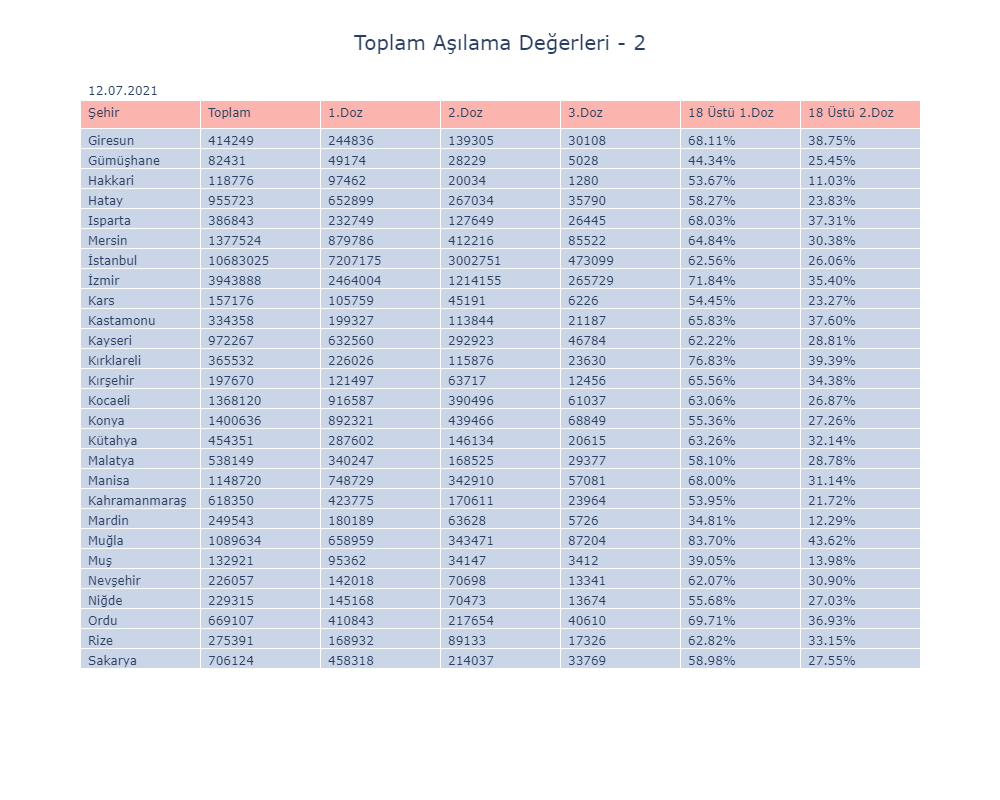 Toplam Aşılama Değerleri - 2
12.07.2021
Şehir Toplam 1.Doz 2.Doz 3.Doz 18 Üstü 1.Doz 18 Üstü 2.Doz
Giresun 414249 244836 139305 30108 68.11% 38.75%
Gümüşhane 82431 49174 28229 5028 44.34% 25.45%
Hakkari 118776 97462 20034 1280 53.67% 11.03%
Hatay 955723 652899 267034 35790 58.27% 23.83%
Isparta 386843 232749 127649 26445 68.03% 37.31%
Mersin 1377524 879786 412216 85522 64.84% 30.38%
İstanbul 10683025 7207175 3002751 473099 62.56% 26.06%
İzmir 3943888 2464004 1214155 265729 71.84% 35.40%
Kars 157176 105759 45191 6226 54.45% 23.27%
Kastamonu 334358 199327 113844 21187 65.83% 37.60%
Kayseri 972267 632560 292923 46784 62.22% 28.81%
Kırklareli 365532 226026 115876 23630 76.83% 39.39%
Kırşehir 197670 121497 63717 12456 65.56% 34.38%
Kocaeli 1368120 916587 390496 61037 63.06% 26.87%
Konya 1400636 892321 439466 68849 55.36% 27.26%
Kütahya 454351 287602 146134 20615 63.26% 32.14%
Malatya 538149 340247 168525 29377 58.10% 28.78%
Manisa 1148720 748729 342910 57081 68.00% 31.14%
Kahramanmaraş 618350 423775 170611 23964 53.95% 21.72%
Mardin 249543 180189 63628 5726 34.81% 12.29%
Muğla 1089634 658959 343471 87204 83.70% 43.62%
Muş 132921 95362 34147 3412 39.05% 13.98%
Nevşehir 226057 142018 70698 13341 62.07% 30.90%
Niğde 229315 145168 70473 13674 55.68% 27.03%
Ordu 669107 410843 217654 40610 69.71% 36.93%
Rize 275391 168932 89133 17326 62.82% 33.15%
Sakarya 706124 458318 214037 33769 58.98% 27.55%